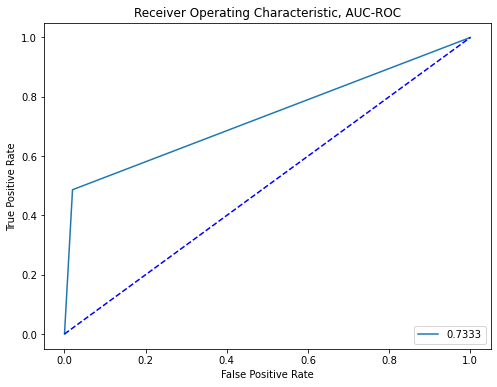 Receiver Operating Characteristic, AUC-ROC
1.0
0.8
0.6
0.4
0.2
0.0
True Positive Rate
0.7333
0.0 0.2 0.4 0.6 0.8 1.0
False Positive Rate